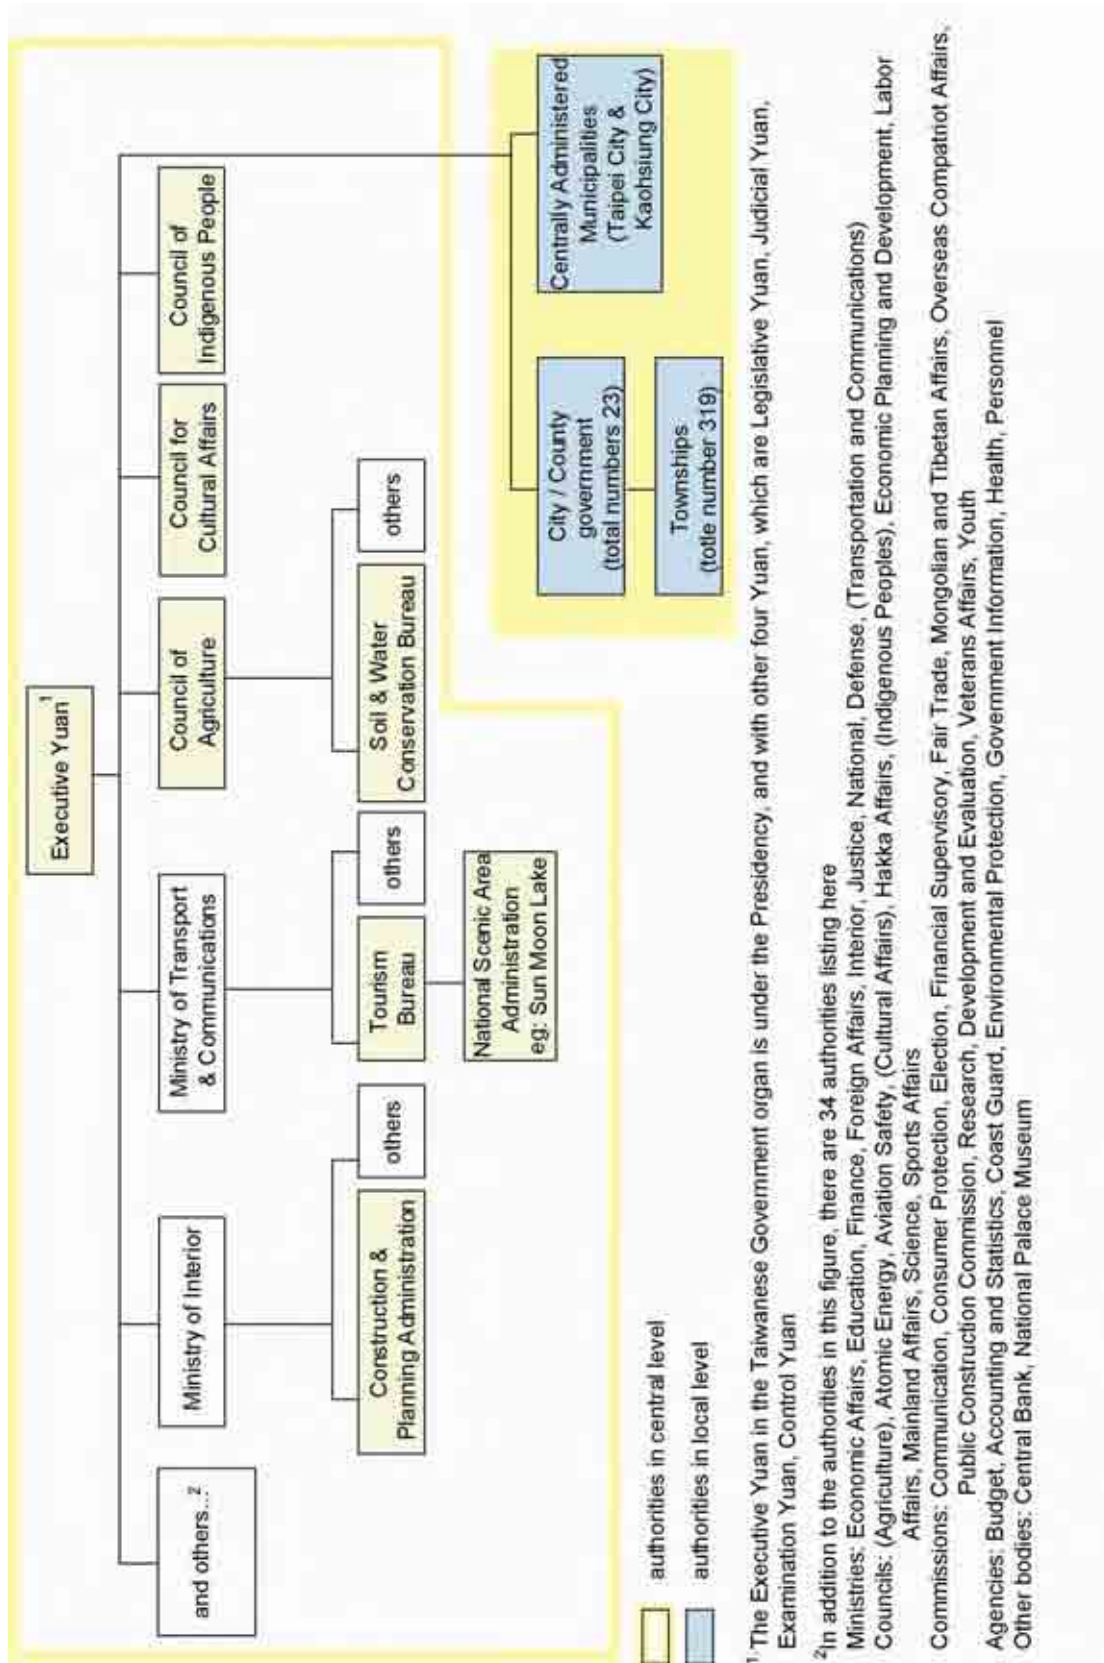 Executive Yuan1
and others...2
Ministry of Interior
Ministry of Transport
& Communications
Council of
Agriculture
Council for
Cultural Affairs
Council of
Indigenous People
Construction &
Planning Administration
others
Tourism
Bureau
others
Soil & Water
Conservation Bureau
others
National Scenic Area
Administration
eg: Sun Moon Lake
City / County
government
(total numbers 23)
Centrally Administered
Municipalities
(Taipei City &
Kaohsiung City)
Townships
(totle number 319)
authorities in central level
authorities in local level
1.The Executive Yuan in the Taiwanese Government organ is under the Presidency, and with other four Yuan, which are Legislative Yuan, Judicial Yuan,
Examination Yuan, Control Yuan
2In addition to the authorities in this figure, there are 34 authorities listing here
Ministries: Economic Affairs, Education, Finance, Foreign Affairs, Interior, Justice, National, Defense, (Transportation and Communications)
Councils: (Agriculture), Atomic Energy, Aviation Safety, (Cultural Affairs), Hakka Affairs, (Indigenous Peoples), Economic Planning and Development, Labor
Affairs, Mainland Affairs, Science, Sports Affairs
Commissions: Communication, Consumer Protection, Election, Financial Supervisory, Fair Trade, Mongolian and Tibetan Affairs, Overseas Compatriot Affairs,
Public Construction Commission, Research, Development and Evaluation, Veterans Affairs, Youth
Agencies: Budget, Accounting and Statistics, Coast Guard, Environmental Protection, Government Information, Health, Personnel
Other bodies: Central Bank, National Palace Museum